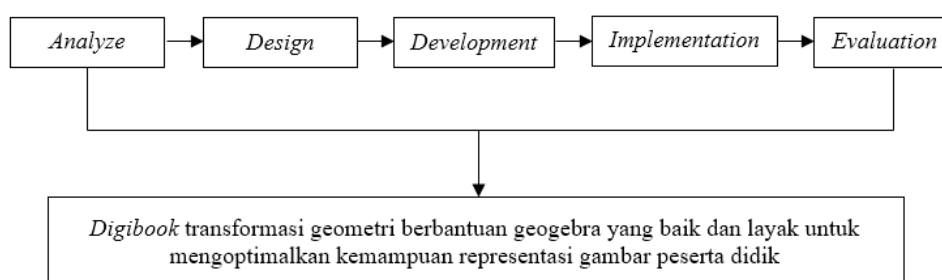 Analyze
Design
Development
Implementation
Evaluation
Digibook transformasi geometri berbantuan geogebra yang baik dan layak untuk
mengoptimalkan kemampuan representasi gambar peserta didik